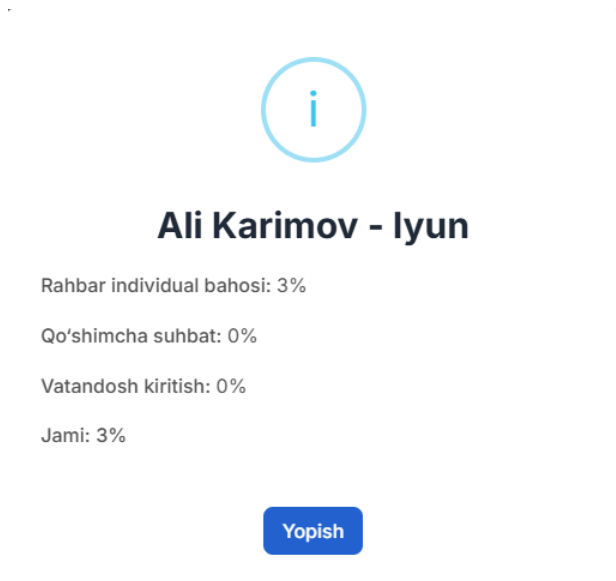 i
Ali Karimov - Iyun
Rahbar individual bahosi: 3%
Qo‘shimcha suhbat: 0%
Vatandosh kiritish: 0%
Jami: 3%
Yopish